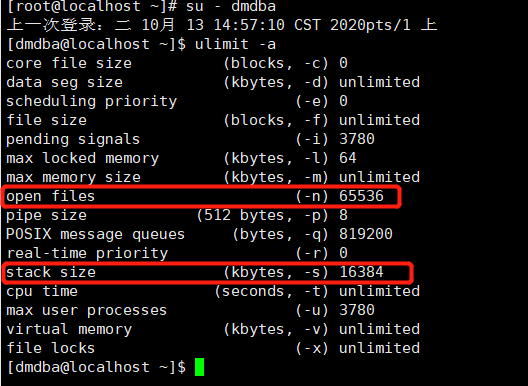 [root@localhost ~]# su - dmdba
上一次登录：二 10月 13 14:57:10 CST 2020pts/1 上
[dmdba@localhost ~]$ ulimit -a
core file size (blocks, -c) 0
data seg size (kbytes, -d) unlimited
scheduling priority (-e) 0
file size (blocks, -f) unlimited
pending signals (-i) 3780
max locked memory (kbytes, -l) 64
max memory size (kbytes, -m) unlimited
open files (-n) 65536
pipe size (512 bytes, -p) 8
POSIX message queues (bytes, -q) 819200
real-time priority (-r) 0
stack size (kbytes, -s) 16384
cpu time (seconds, -t) unlimited
max user processes (-u) 3780
virtual memory (kbytes, -v) unlimited
file locks (-x) unlimited
[dmdba@localhost ~]$